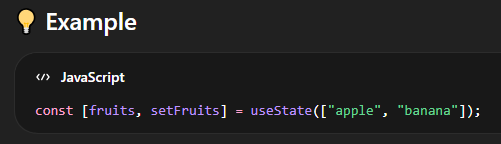 💡 Example
</> JavaScript
const [fruits, setFruits] = useState(["apple", "banana"]);